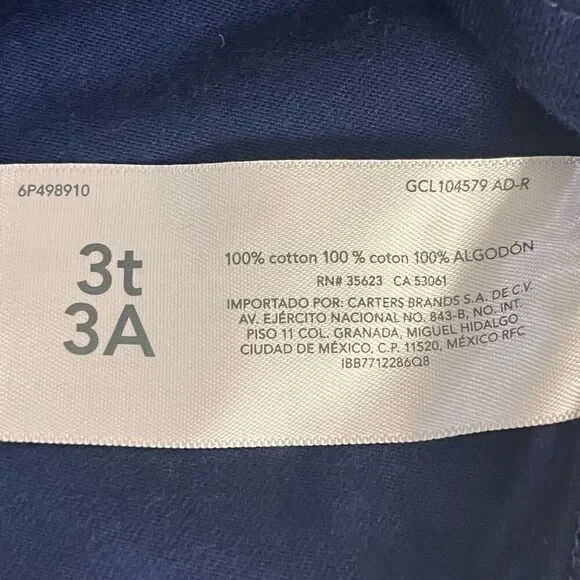 6P498910
GCL104579 AD-R
3t
3A
100% cotton 100 % coton 100% ALGODÓN
RN# 35623 CA 53061
IMPORTADO POR: CARTERS BRANDS S.A. DE C.V.
AV. EJÉRCITO NACIONAL NO. 843-B, NO. INT.
PISO 11 COL. GRANADA, MIGUEL HIDALGO
CIUDAD DE MÉXICO, C.P. 11520, MÉXICO RFC
IBB7712286Q8